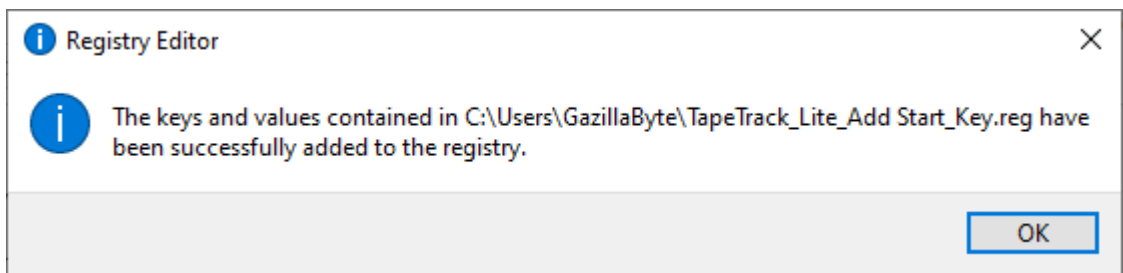 Registry Editor
The keys and values contained in C:\Users\GazillaByte\TapeTrack_Lite_Add Start_Key.reg have
been successfully added to the registry.
OK